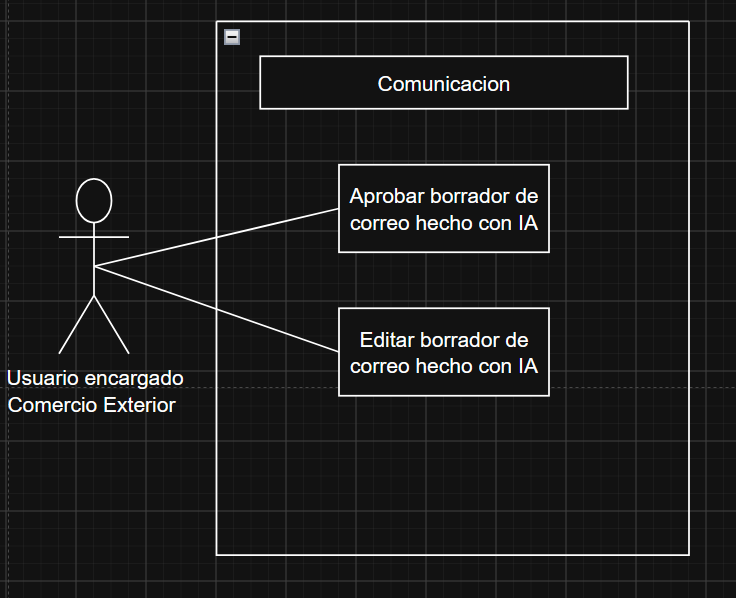 Comunicacion
Aprobar borrador de
correo hecho con IA
Editar borrador de
correo hecho con IA
Usuario encargado
Comercio Exterior